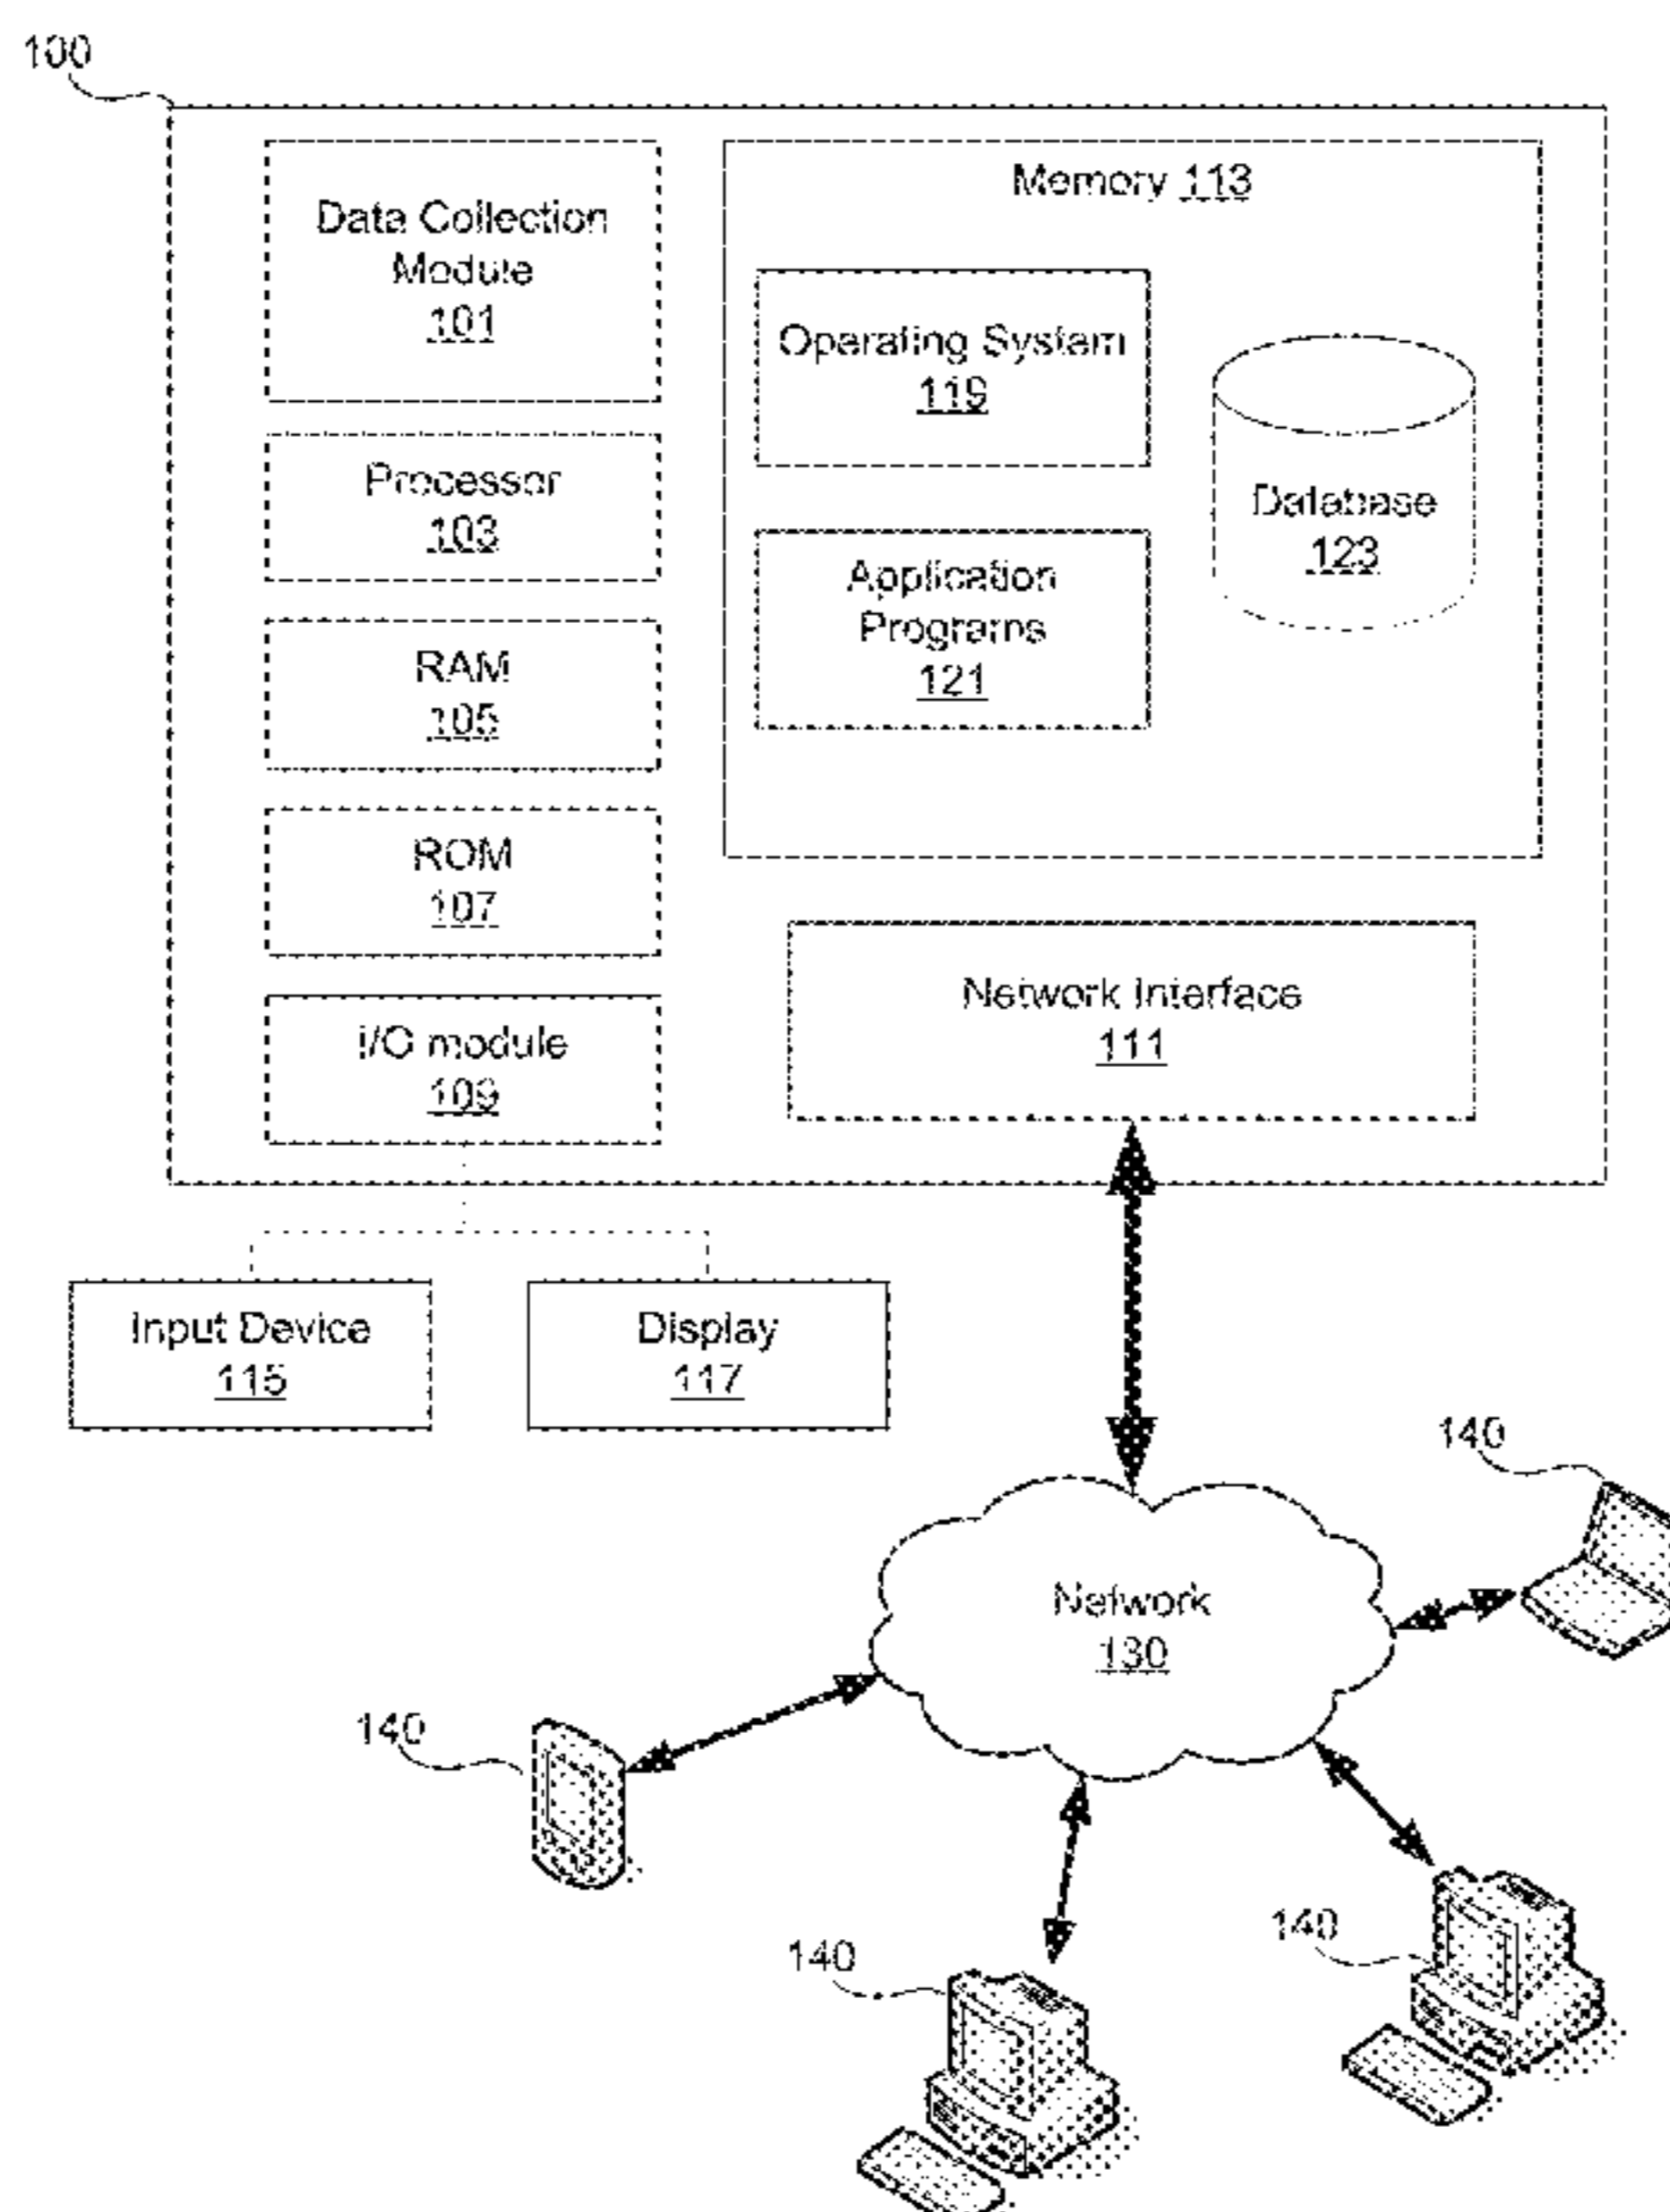 100
Data Collection
Module
101
Processor
103
RAM
105
ROM
107
I/O module
109
Memory 113
Operating System
119
Application
Programs
121
Database
123
Network Interface
111
Input Device
115
Display
117
Network
130
140
140
140
140